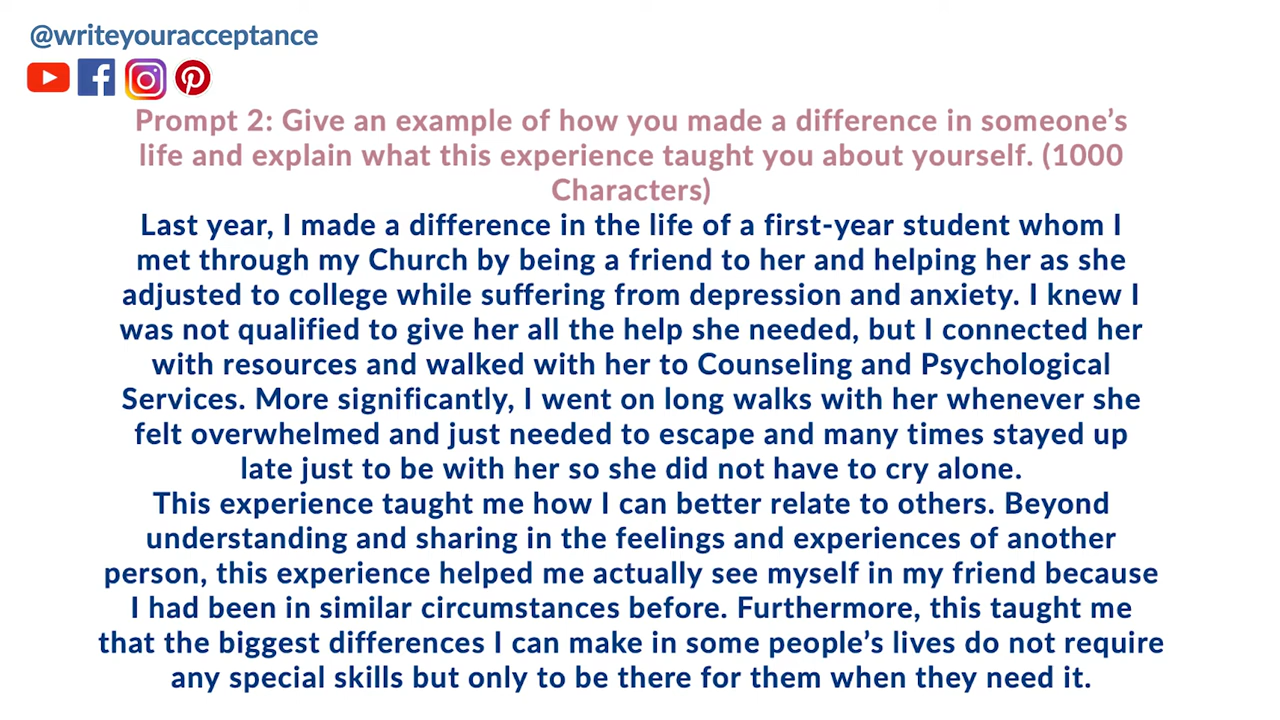 @writeyouracceptance
Prompt 2: Give an example of how you made a difference in someone's
life and explain what this experience taught you about yourself. (1000
Characters)
Last year, I made a difference in the life of a first-year student whom I
met through my Church by being a friend to her and helping her as she
adjusted to college while suffering from depression and anxiety. I knew I
was not qualified to give her all the help she needed, but I connected her
with resources and walked with her to Counseling and Psychological
Services. More significantly, I went on long walks with her whenever she
felt overwhelmed and just needed to escape and many times stayed up
late just to be with her so she did not have to cry alone.
This experience taught me how I can better relate to others. Beyond
understanding and sharing in the feelings and experiences of another
person, this experience helped me actually see myself in my friend because
I had been in similar circumstances before. Furthermore, this taught me
that the biggest differences I can make in some people's lives do not require
any special skills but only to be there for them when they need it.